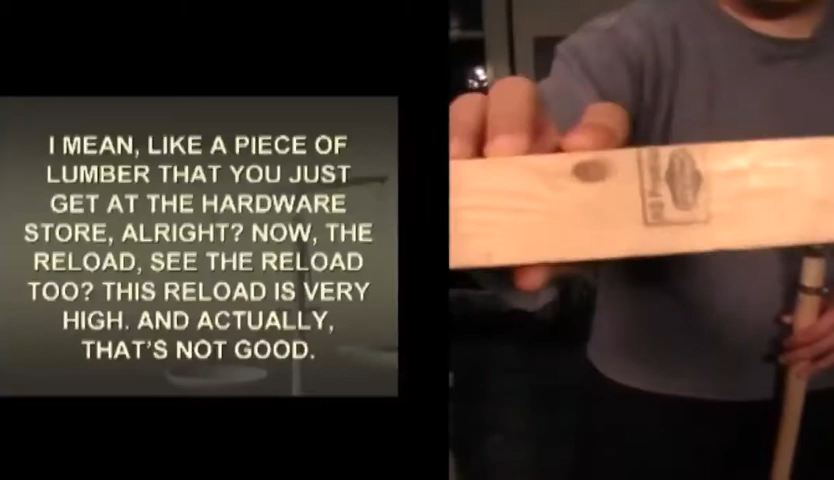 I MEAN, LIKE A PIECE OF
LUMBER THAT YOU JUST
GET AT THE HARDWARE
STORE, ALRIGHT? NOW, THE
RELOAD, SEE THE RELOAD
TOO? THIS RELOAD IS VERY
HIGH. AND ACTUALLY,
THAT'S NOT GOOD.